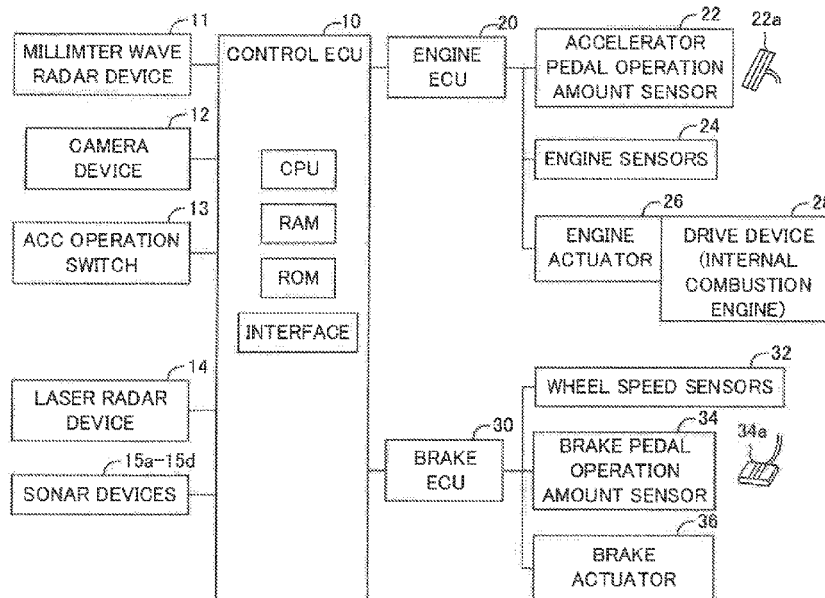 11
MILLIMTER WAVE
RADAR DEVICE
12
CAMERA
DEVICE
13
ACC OPERATION
SWITCH
14
LASER RADAR
DEVICE
15a-15d
SONAR DEVICES
10
CONTROL ECU
CPU
RAM
ROM
INTERFACE
20
ENGINE
ECU
22
ACCELERATOR
PEDAL OPERATION
AMOUNT SENSOR
22a
24
ENGINE SENSORS
26
ENGINE
ACTUATOR
28
DRIVE DEVICE
(INTERNAL
COMBUSTION
ENGINE)
30
BRAKE
ECU
32
WHEEL SPEED SENSORS
34
BRAKE PEDAL
OPERATION
AMOUNT SENSOR
34a
36
BRAKE
ACTUATOR